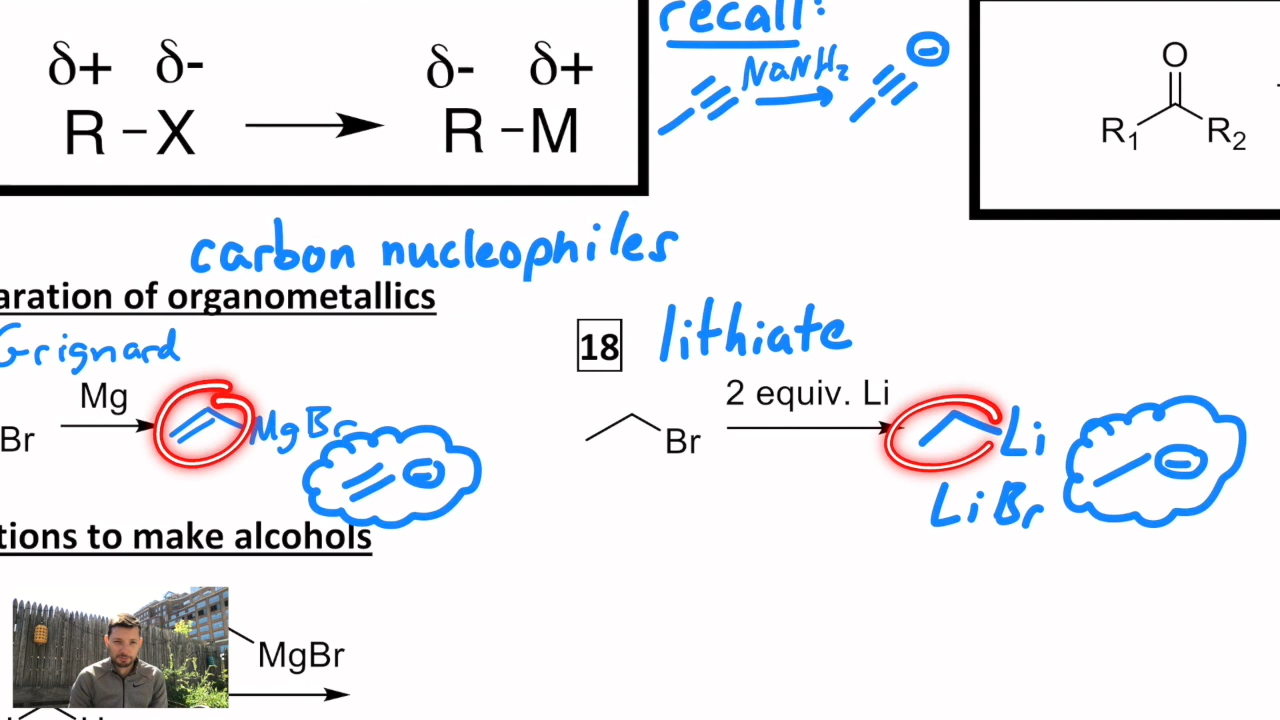 recall:
δ+ δ- δ- δ+
R - X R - M
NaNH2
⊖
O
R1 R2
carbon nucleophiles
aration of organometallics
Grignard
18 lithiate
Mg
Br
MgBr
⊖
2 equiv. Li
Br
Li
LiBr
⊖
tions to make alcohols
MgBr